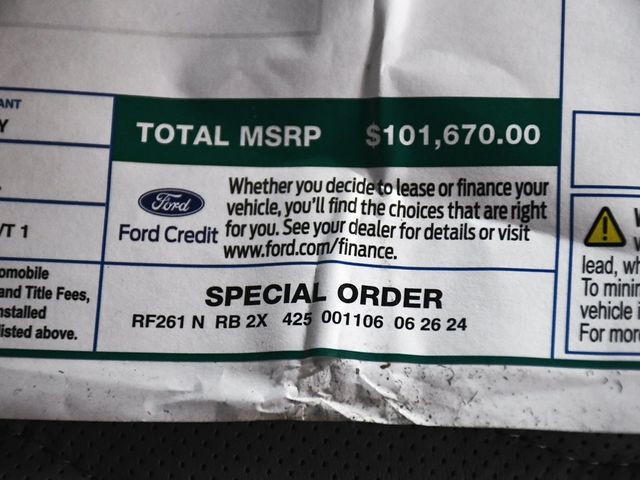 ANT
Y
TOTAL MSRP $101,670.00
Ford
Ford Credit
Whether you decide to lease or finance your
vehicle, you'll find the choices that are right
for you. See your dealer for details or visit
www.ford.com/finance.
/T 1
omobile
and Title Fees,
nstalled
listed above.
SPECIAL ORDER
RF261 N RB 2X 425 001106 06 26 24
lead, wh
To minir
vehicle i
For more